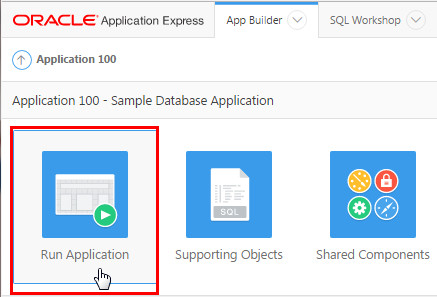 ORACLE Application Express App Builder SQL Workshop
Application 100
Application 100 - Sample Database Application
SQL
Run Application Supporting Objects Shared Components